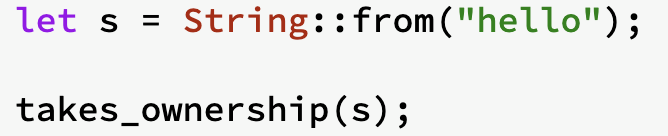 let s = String::from("hello");
takes_ownership(s);